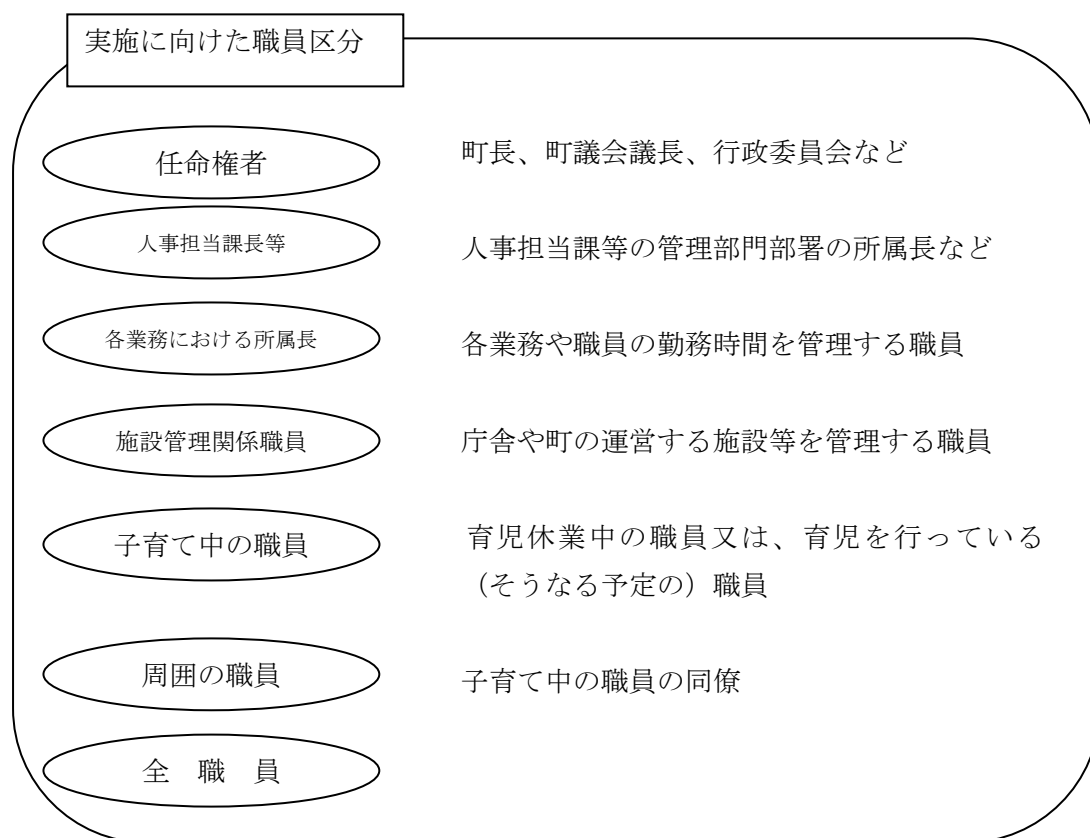 実施に向けた職員区分
任命権者 町長、町議会議長、行政委員会など
人事担当課長等 人事担当課等の管理部門部署の所属長など
各業務における所属長 各業務や職員の勤務時間を管理する職員
施設管理関係職員 庁舎や町の運営する施設等を管理する職員
子育て中の職員 育児休業中の職員又は、育児を行っている
（そうなる予定の）職員
周囲の職員 子育て中の職員の同僚
全　職　員